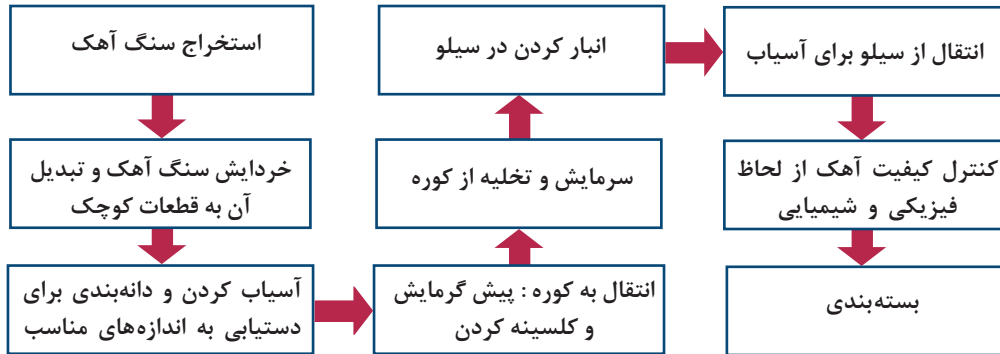 استخراج سنگ آهک
خردایش سنگ آهک و تبدیل
آن به قطعات کوچک
آسیاب کردن و دانه‌بندی برای
دستیابی به اندازه‌های مناسب
انتقال به کوره : پیش گرمایش
و کلسینه کردن
سرمایش و تخلیه از کوره
انبار کردن در سیلو
انتقال از سیلو برای آسیاب
کنترل کیفیت آهک از لحاظ
فیزیکی و شیمیایی
بسته‌بندی